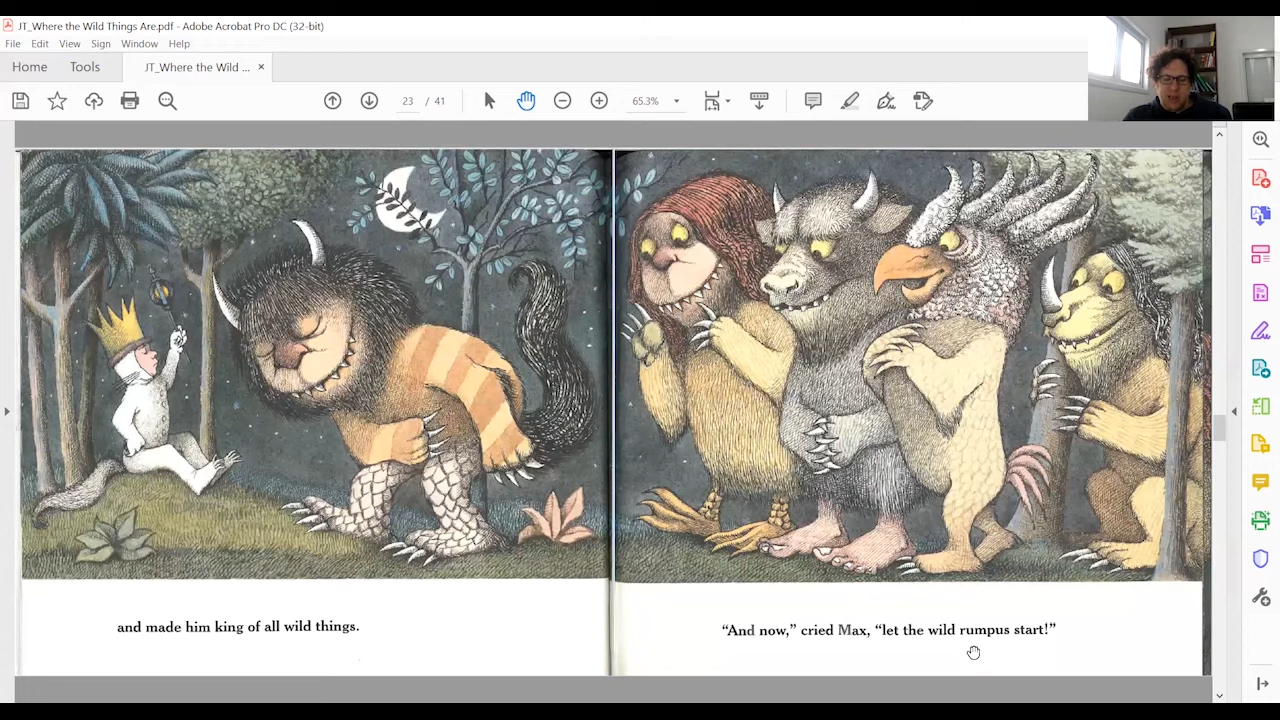 JT_Where the Wild Things Are.pdf - Adobe Acrobat Pro DC (32-bit)
File Edit View Sign Window Help
Home Tools JT_Where the Wild ... ×
23 / 41 65.3%
and made him king of all wild things.
“And now,” cried Max, “let the wild rumpus start!”